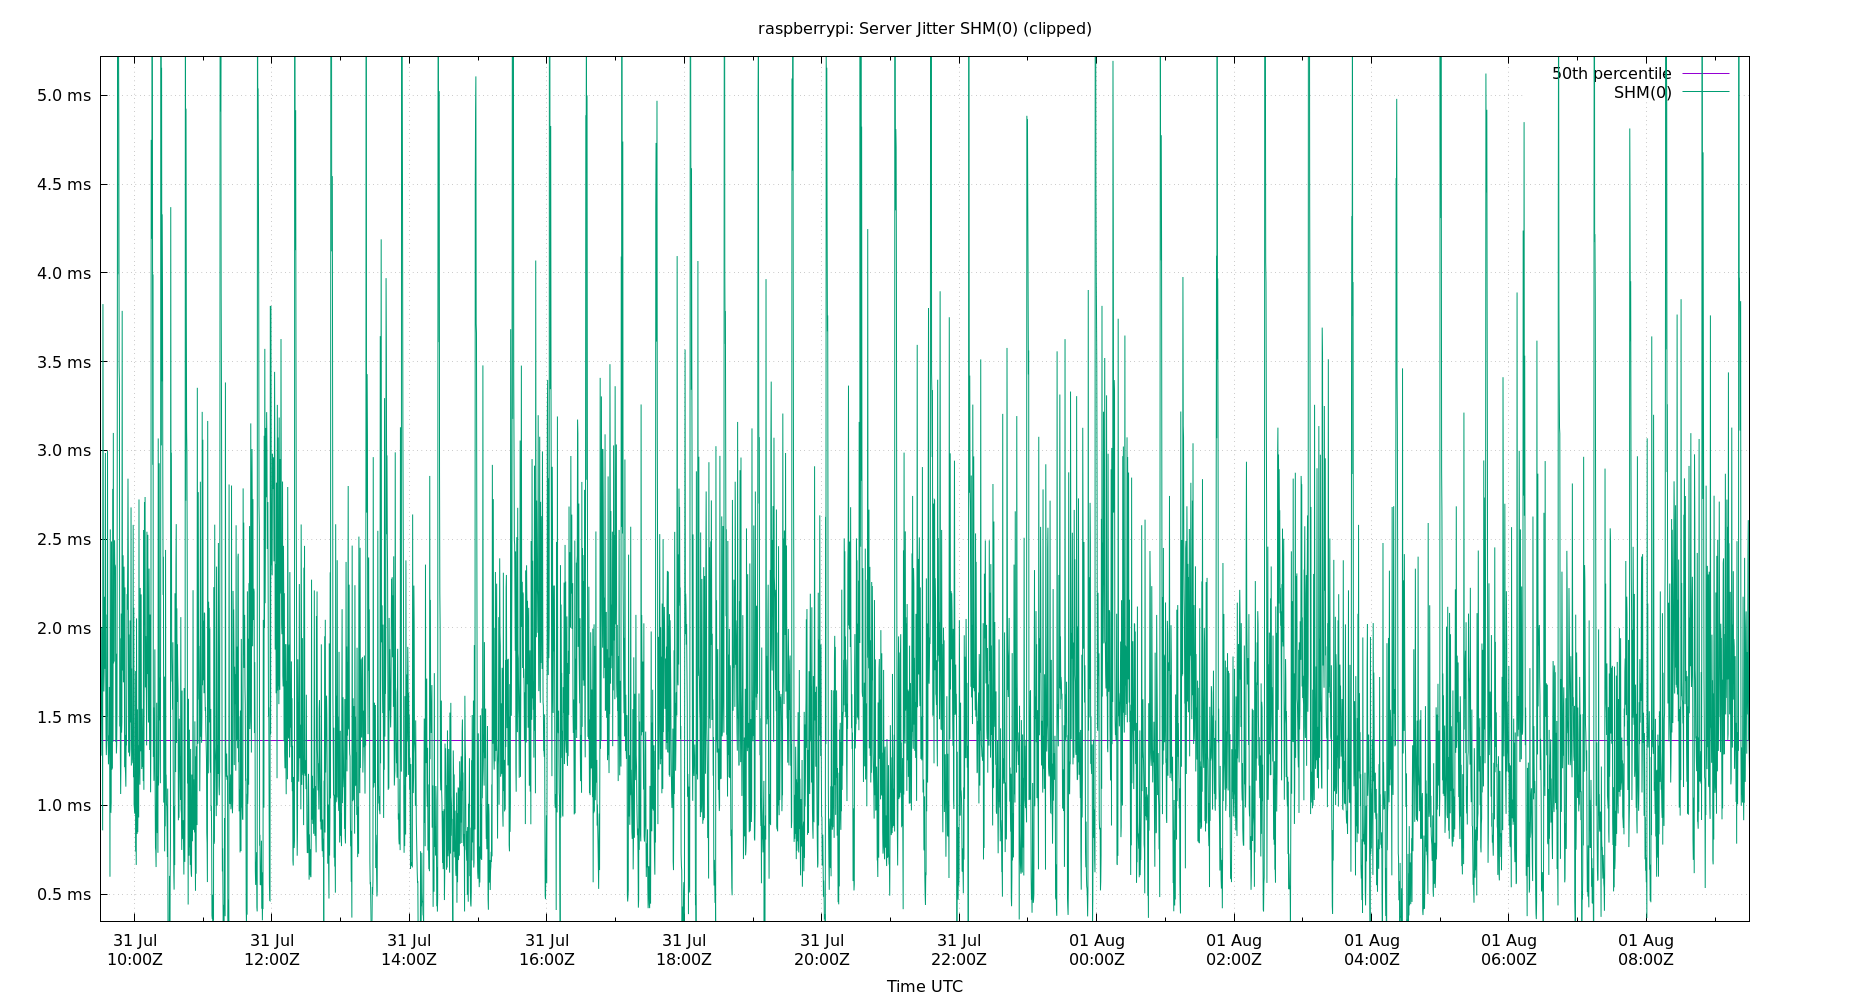 raspberrypi: Server Jitter SHM(0) (clipped)
50th percentile
SHM(0)
5.0 ms
4.5 ms
4.0 ms
3.5 ms
3.0 ms
2.5 ms
2.0 ms
1.5 ms
1.0 ms
0.5 ms
31 Jul 31 Jul 31 Jul 31 Jul 31 Jul 31 Jul 31 Jul 01 Aug 01 Aug 01 Aug 01 Aug 01 Aug
10:00Z 12:00Z 14:00Z 16:00Z 18:00Z 20:00Z 22:00Z 00:00Z 02:00Z 04:00Z 06:00Z 08:00Z
Time UTC